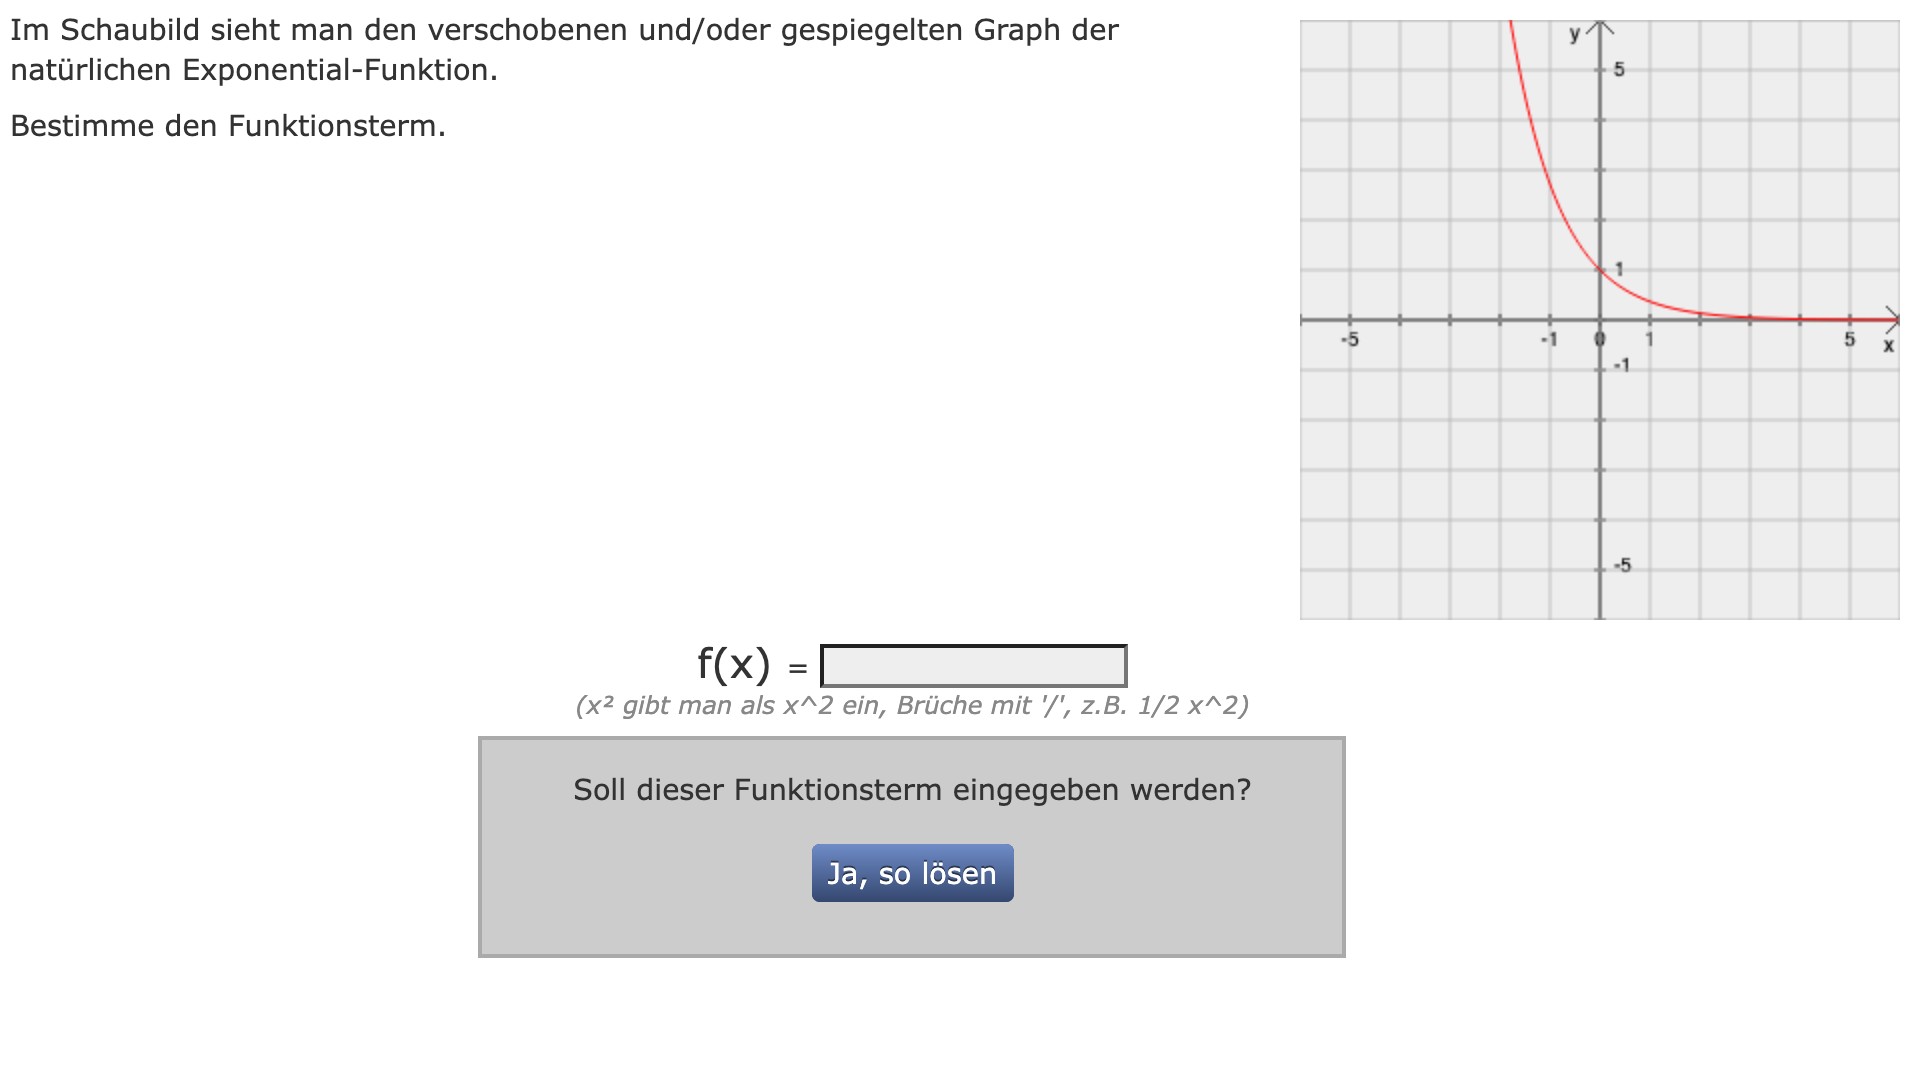 Im Schaubild sieht man den verschobenen und/oder gespiegelten Graph der
natürlichen Exponential-Funktion.
Bestimme den Funktionsterm.
y
5
1
-5
-1
0
1
5
x
-1
-5
f(x) =
(x² gibt man als x^2 ein, Brüche mit '/', z.B. 1/2 x^2)
Soll dieser Funktionsterm eingegeben werden?
Ja, so lösen